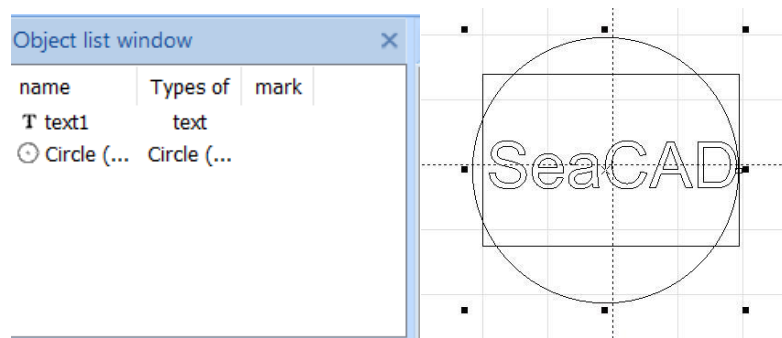 Object list window
name Types of mark
T text1 text
Circle (... Circle (...
SeaCAD